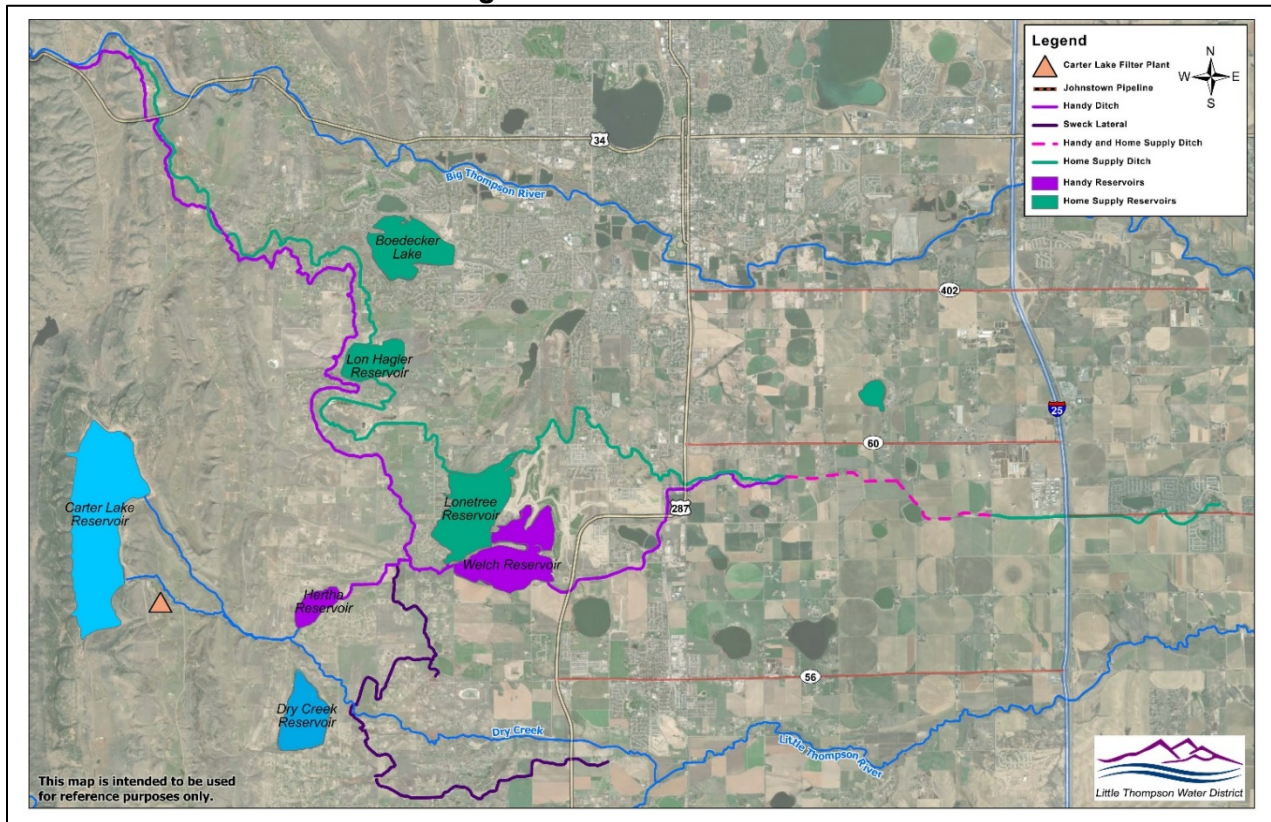 Legend
Carter Lake Filter Plant
Johnstown Pipeline
Handy Ditch
Sweck Lateral
Handy and Home Supply Ditch
Home Supply Ditch
Handy Reservoirs
Home Supply Reservoirs
N
W
E
S
34
Big Thompson River
Boedecker
Lake
402
Lon Hagler
Reservoir
25
60
Carter Lake
Reservoir
Lonetree
Reservoir
287
Welch Reservoir
Hertha
Reservoir
56
Dry Creek
Reservoir
Dry Creek
Little Thompson
River
This map is intended to be used
for reference purposes only.
Little Thompson Water District